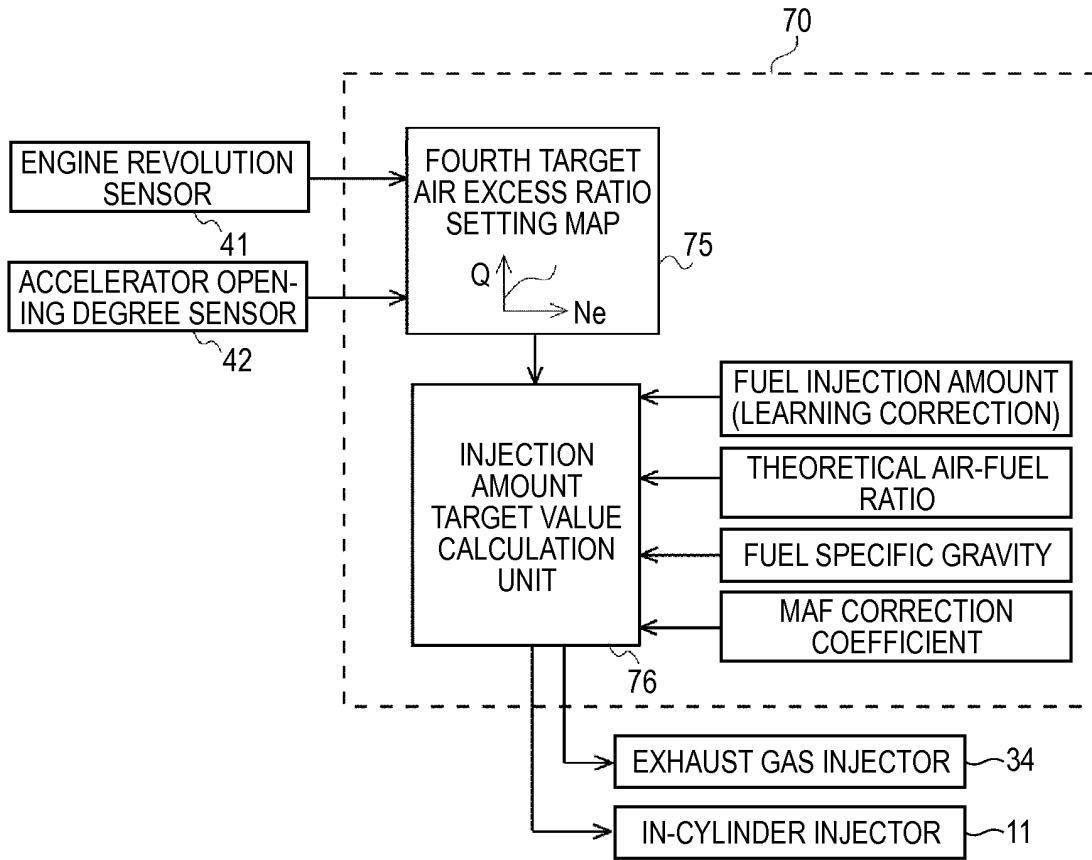 70
ENGINE REVOLUTION
SENSOR
41
ACCELERATOR OPEN-
ING DEGREE SENSOR
42
FOURTH TARGET
AIR EXCESS RATIO
SETTING MAP
Q
Ne
75
INJECTION
AMOUNT
TARGET VALUE
CALCULATION
UNIT
76
FUEL INJECTION AMOUNT
(LEARNING CORRECTION)
THEORETICAL AIR-FUEL
RATIO
FUEL SPECIFIC GRAVITY
MAF CORRECTION
COEFFICIENT
EXHAUST GAS INJECTOR
34
IN-CYLINDER INJECTOR
11